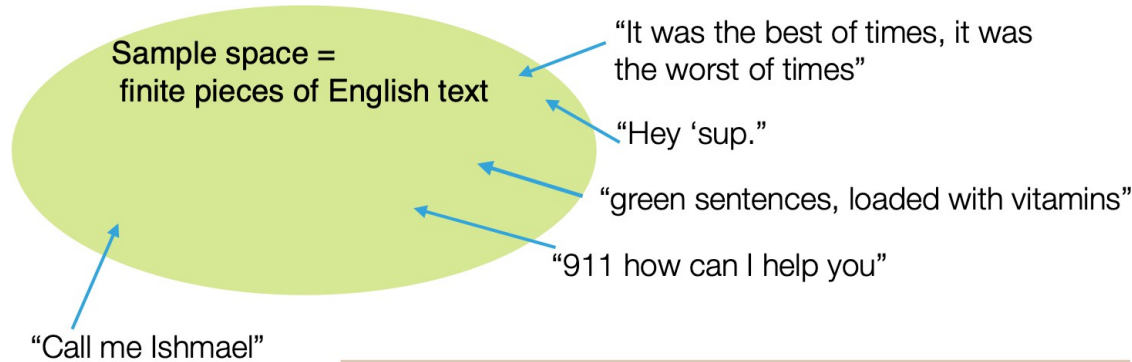 Sample space =
finite pieces of English text
“It was the best of times, it was
the worst of times”
“Hey ‘sup.”
“green sentences, loaded with vitamins”
“911 how can I help you”
“Call me Ishmael”